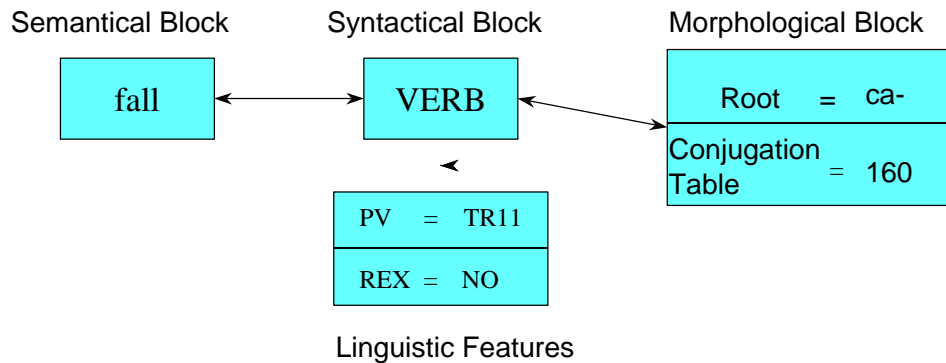 Semantical Block
Syntactical Block
Morphological Block
fall
VERB
Root = ca-
Conjugation
Table = 160
PV = TR11
REX = NO
Linguistic Features